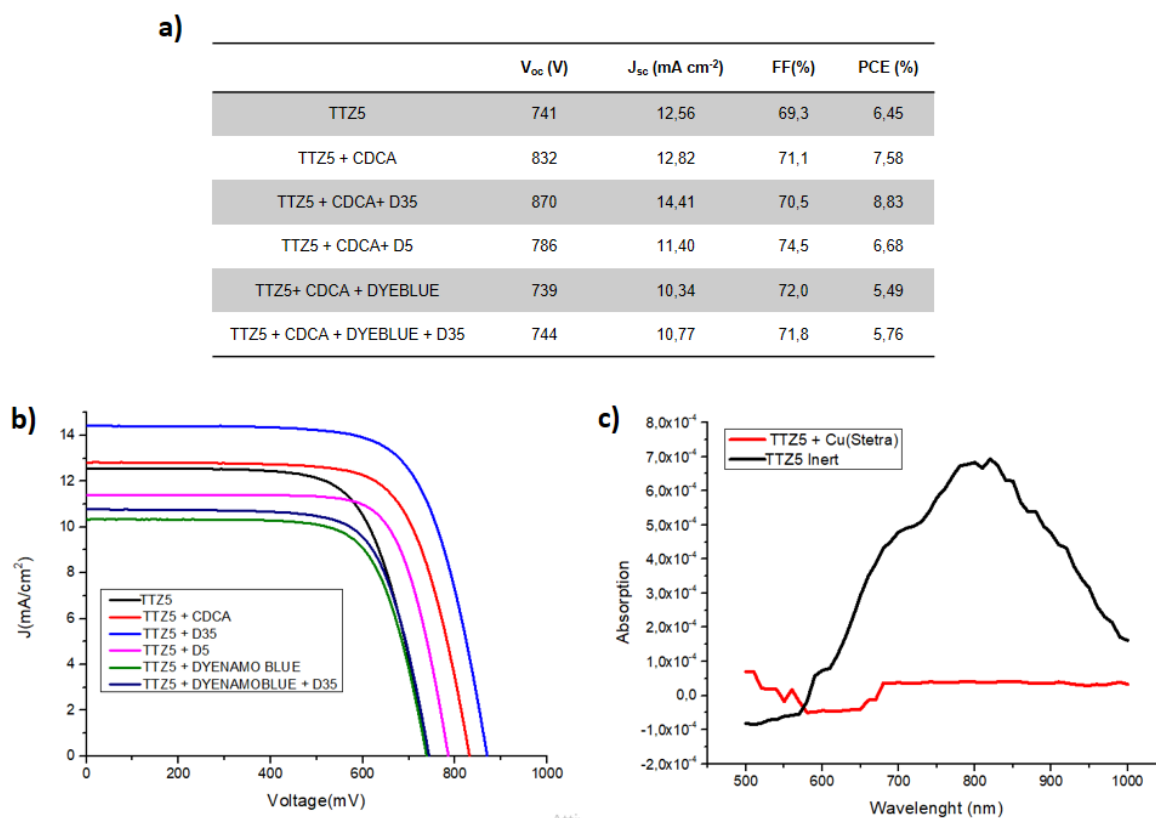 a)
V_oc (V) J_sc (mA cm⁻²) FF(%) PCE (%)
TTZ5 741 12,56 69,3 6,45
TTZ5 + CDCA 832 12,82 71,1 7,58
TTZ5 + CDCA+ D35 870 14,41 70,5 8,83
TTZ5 + CDCA+ D5 786 11,40 74,5 6,68
TTZ5+ CDCA + DYEBLUE 739 10,34 72,0 5,49
TTZ5 + CDCA + DYEBLUE + D35 744 10,77 71,8 5,76
b)
14
12
10
8
6
4
2
0
J(mA/cm²)
TTZ5
TTZ5 + CDCA
TTZ5 + D35
TTZ5 + D5
TTZ5 + DYENAMO BLUE
TTZ5 + DYENAMOBLUE + D35
0 200 400 600 800 1000
Voltage(mV)
c)
8,0x10⁻⁴
7,0x10⁻⁴
6,0x10⁻⁴
5,0x10⁻⁴
4,0x10⁻⁴
3,0x10⁻⁴
2,0x10⁻⁴
1,0x10⁻⁴
0,0
-1,0x10⁻⁴
-2,0x10⁻⁴
Absorption
TTZ5 + Cu(Stetra)
TTZ5 Inert
500 600 700 800 900 1000
Wavelenght (nm)